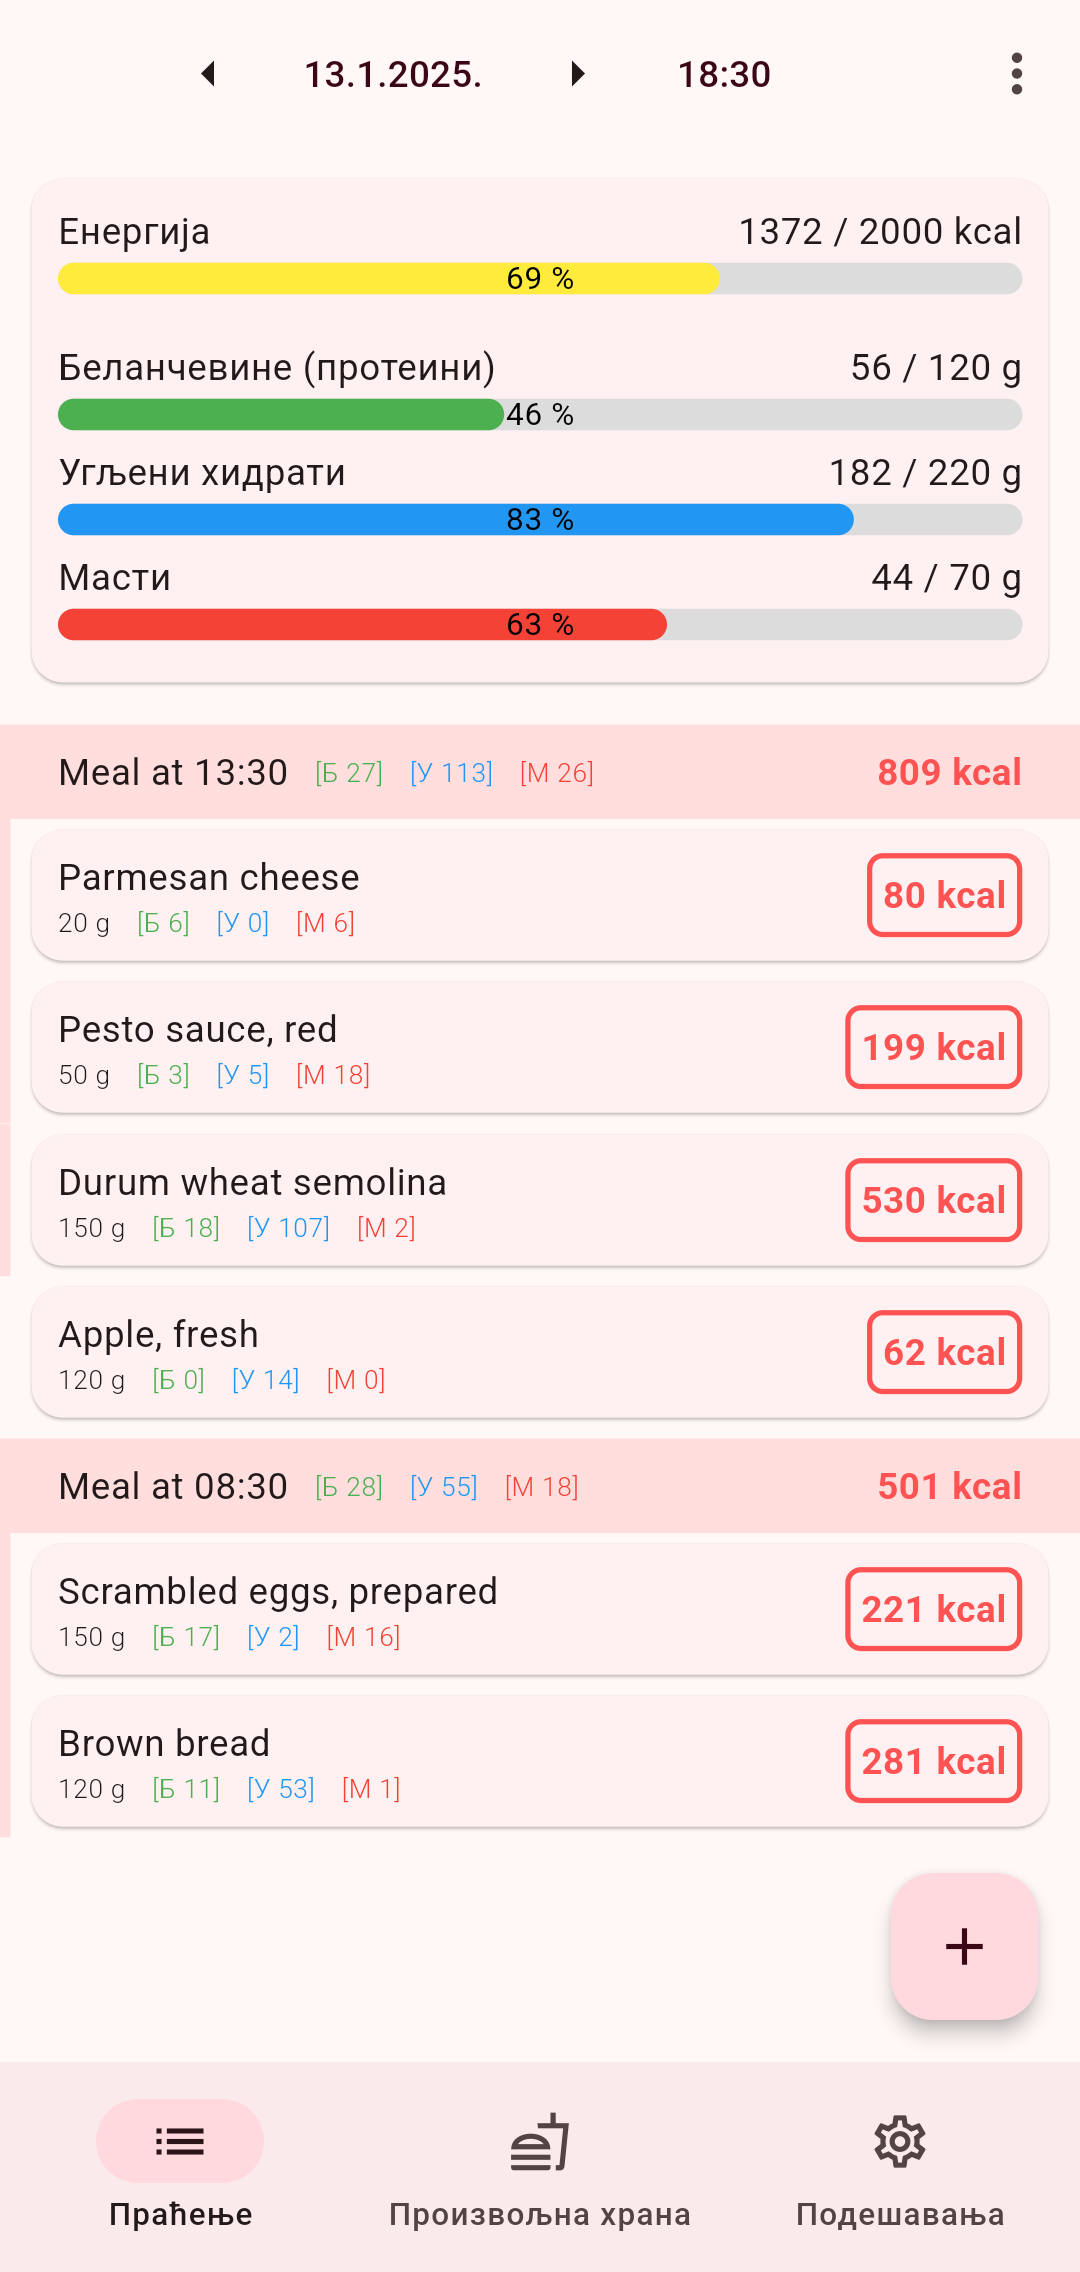 13.1.2025. 18:30
Енергија 1372 / 2000 kcal
69 %
Беланчевине (протеини) 56 / 120 g
46 %
Угљени хидрати 182 / 220 g
83 %
Масти 44 / 70 g
63 %
Meal at 13:30 [Б 27] [У 113] [М 26] 809 kcal
Parmesan cheese 80 kcal
20 g [Б 6] [У 0] [М 6]
Pesto sauce, red 199 kcal
50 g [Б 3] [У 5] [М 18]
Durum wheat semolina 530 kcal
150 g [Б 18] [У 107] [М 2]
Apple, fresh 62 kcal
120 g [Б 0] [У 14] [М 0]
Meal at 08:30 [Б 28] [У 55] [М 18] 501 kcal
Scrambled eggs, prepared 221 kcal
150 g [Б 17] [У 2] [М 16]
Brown bread 281 kcal
120 g [Б 11] [У 53] [М 1]
Праћење Произвољна храна Подешавања